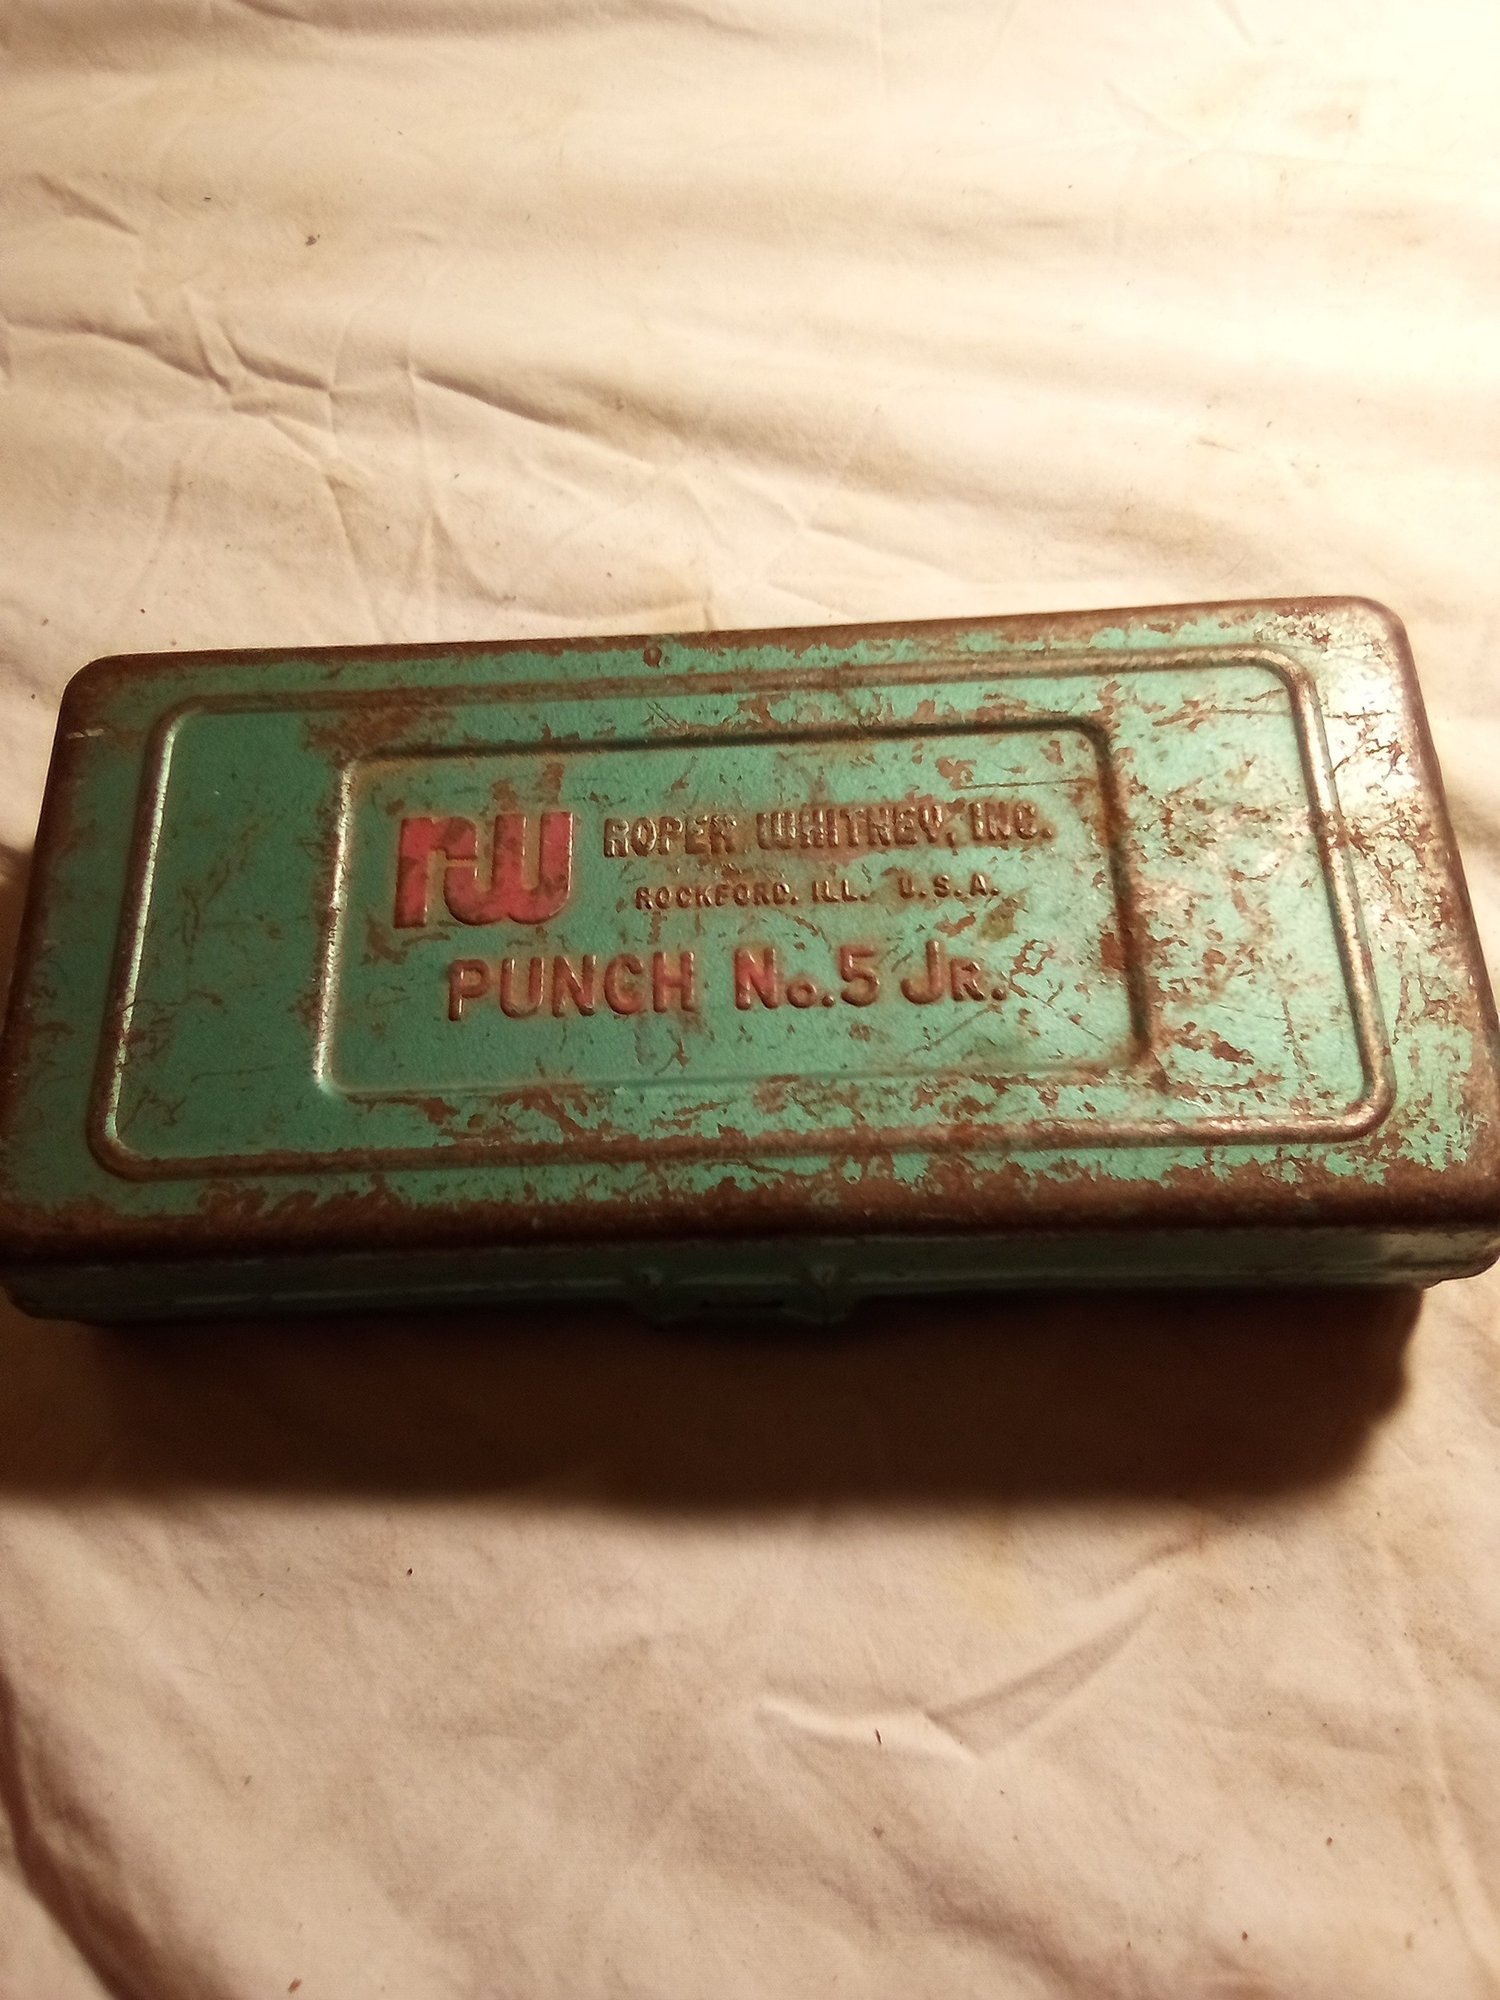 rw ROPER WHITNEY, INC.
ROCKFORD, ILL. U.S.A.
PUNCH No. 5 JR.